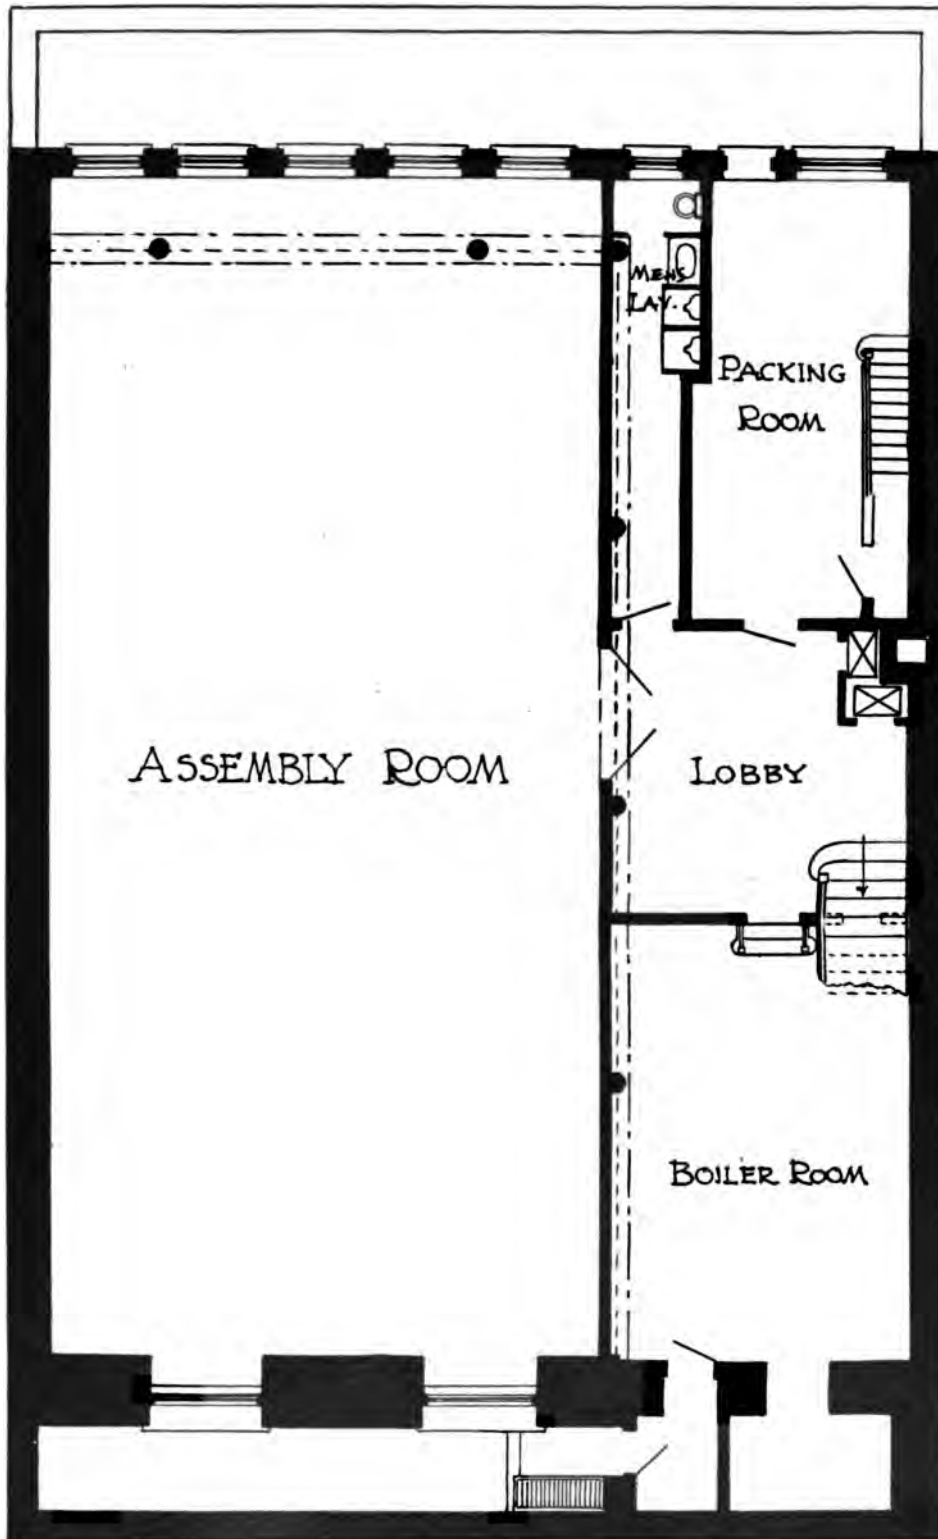 MENS
LAV.
PACKING
ROOM
ASSEMBLY ROOM
LOBBY
BOILER ROOM